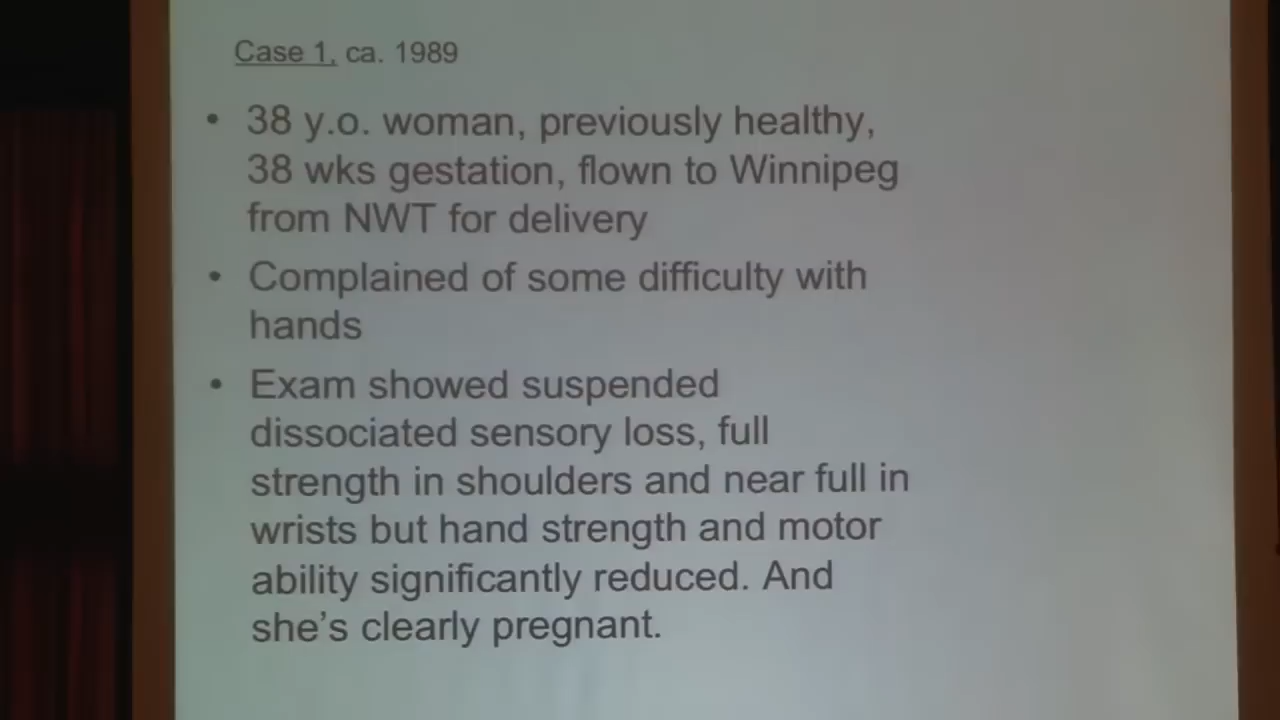 Case 1, ca. 1989
• 38 y.o. woman, previously healthy,
38 wks gestation, flown to Winnipeg
from NWT for delivery
• Complained of some difficulty with
hands
• Exam showed suspended
dissociated sensory loss, full
strength in shoulders and near full in
wrists but hand strength and motor
ability significantly reduced. And
she's clearly pregnant.